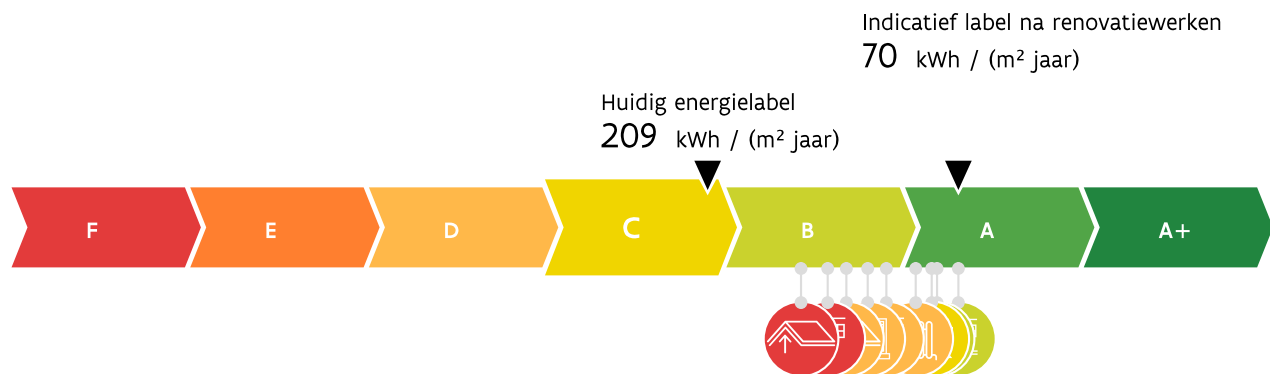 Indicatief label na renovatiewerken
70 kWh / (m² jaar)
Huidig energielabel
209 kWh / (m² jaar)
F E D C B A A+